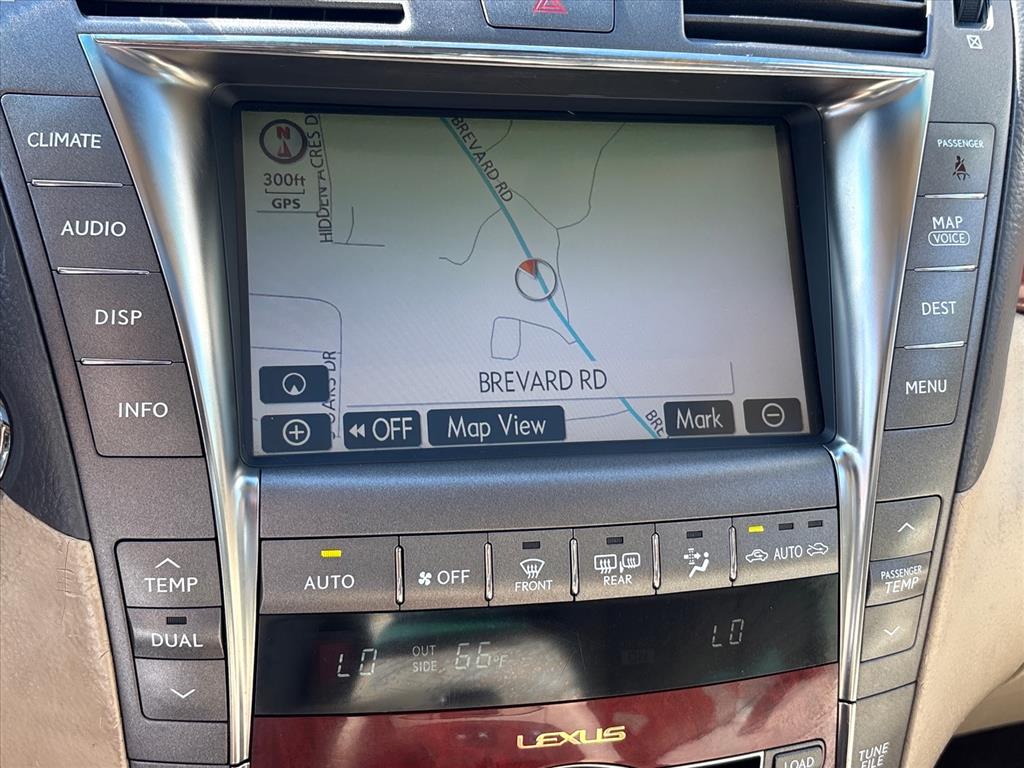 CLIMATE
AUDIO
DISP
INFO
N
300ft
GPS
HIDDEN ACRES D
BREVARD RD
BREVARD RD
BRE
OFF
Map View
Mark
PASSENGER
MAP
VOICE
DEST
MENU
TEMP
DUAL
AUTO
OFF
FRONT
REAR
AUTO
PASSENGER
TEMP
LO
OUT
SIDE
66°F
LO
LEXUS
LOAD
TUNE
FILE